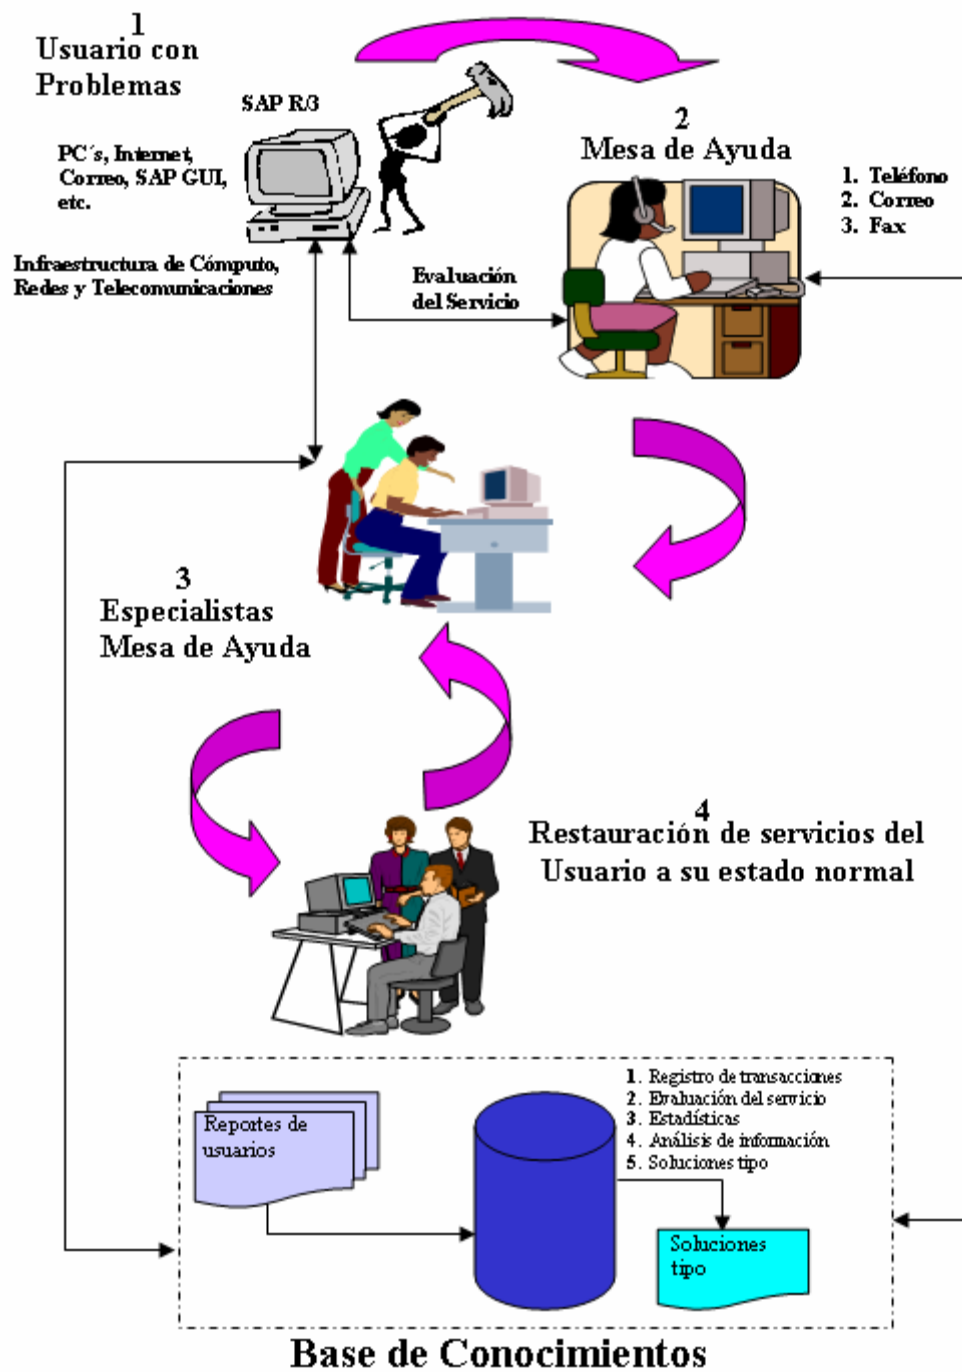 1
Usuario con
Problemas
SAP R/3
PC´s, Internet,
Correo, SAP GUI,
etc.
Infraestructura de Cómputo,
Redes y Telecomunicaciones
2
Mesa de Ayuda
1. Teléfono
2. Correo
3. Fax
Evaluación
del Servicio
3
Especialistas
Mesa de Ayuda
4
Restauración de servicios del
Usuario a su estado normal
Reportes de
usuarios
1. Registro de transacciones
2. Evaluación del servicio
3. Estadísticas
4. Análisis de información
5. Soluciones tipo
Soluciones
tipo
Base de Conocimientos